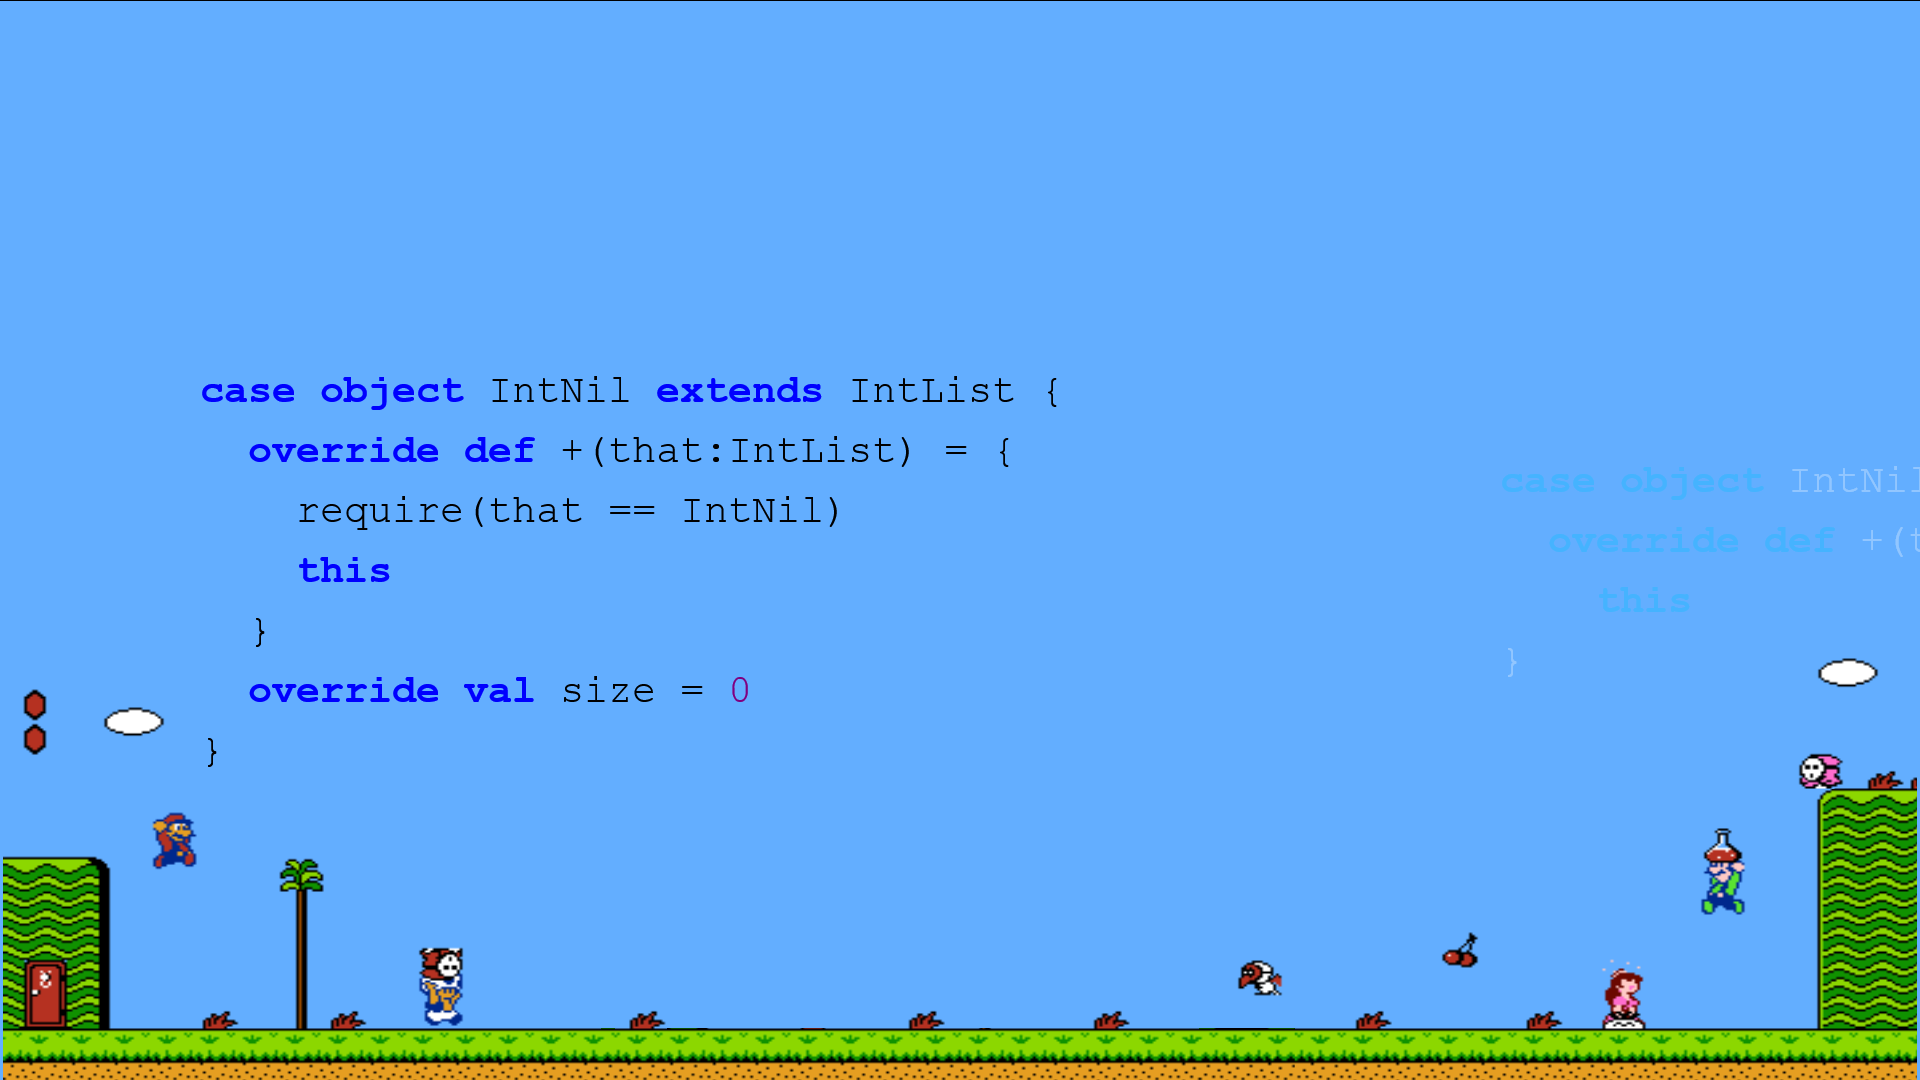 case object IntNil extends IntList {
  override def +(that:IntList) = {
    require(that == IntNil)
    this
  }
  override val size = 0
}
case object IntNil
  override def +(t
    this
}